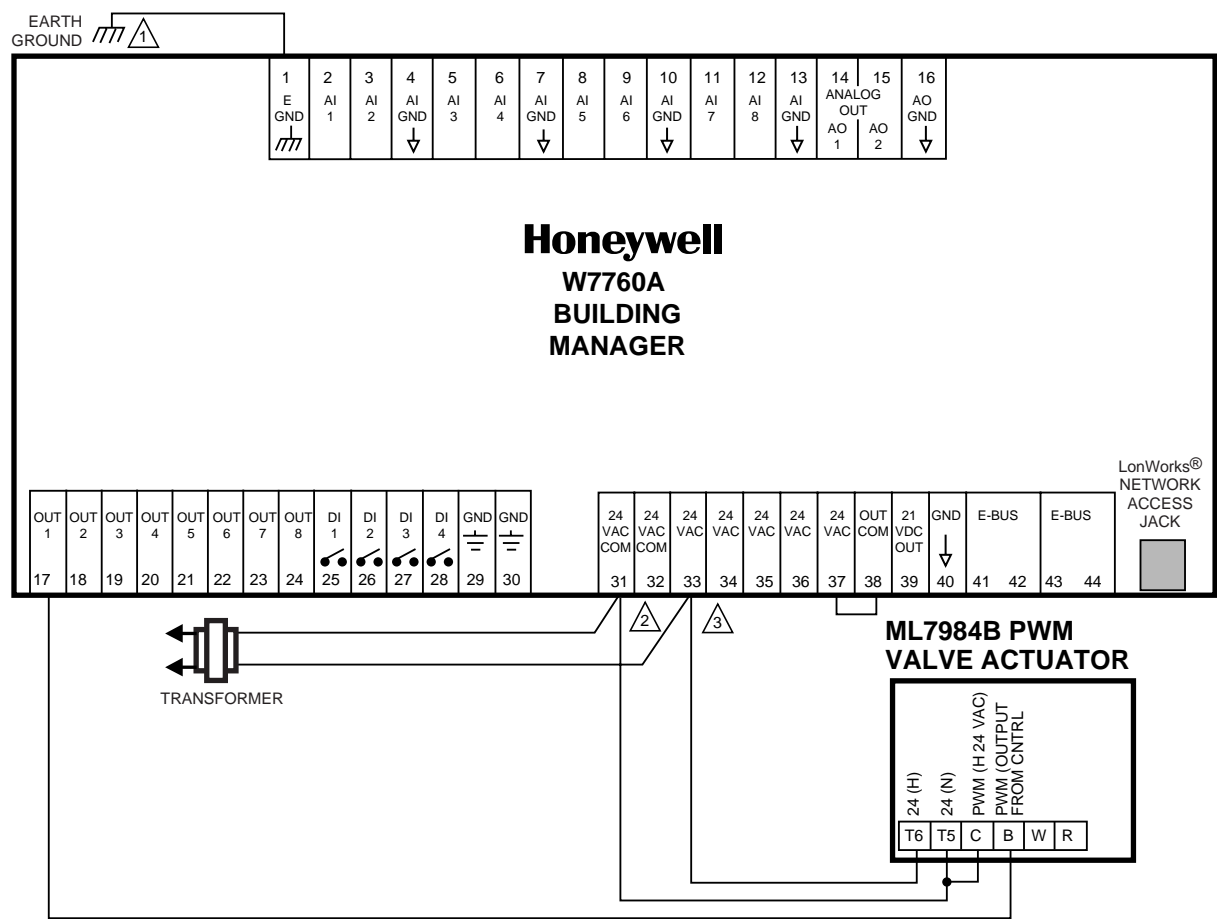 EARTH
GROUND
1
1 2 3 4 5 6 7 8 9 10 11 12 13 14 15 16
E GND
AI 1
AI 2
AI GND
AI 3
AI 4
AI GND
AI 5
AI 6
AI GND
AI 7
AI 8
AI GND
ANALOG
OUT
AO 1
AO 2
AO GND
Honeywell
W7760A
BUILDING
MANAGER
LonWorks®
NETWORK
ACCESS
JACK
OUT 1
OUT 2
OUT 3
OUT 4
OUT 5
OUT 6
OUT 7
OUT 8
DI 1
DI 2
DI 3
DI 4
GND
GND
17 18 19 20 21 22 23 24 25 26 27 28 29 30
24 VAC COM
24 VAC COM
24 VAC
24 VAC
24 VAC
24 VAC
24 VAC
OUT COM
21 VDC OUT
GND
E-BUS
E-BUS
31 32 33 34 35 36 37 38 39 40 41 42 43 44
2
3
TRANSFORMER
ML7984B PWM
VALVE ACTUATOR
24 (H)
24 (N)
PWM (H 24 VAC)
PWM (OUTPUT
FROM CNTRL
T6 T5 C B W R